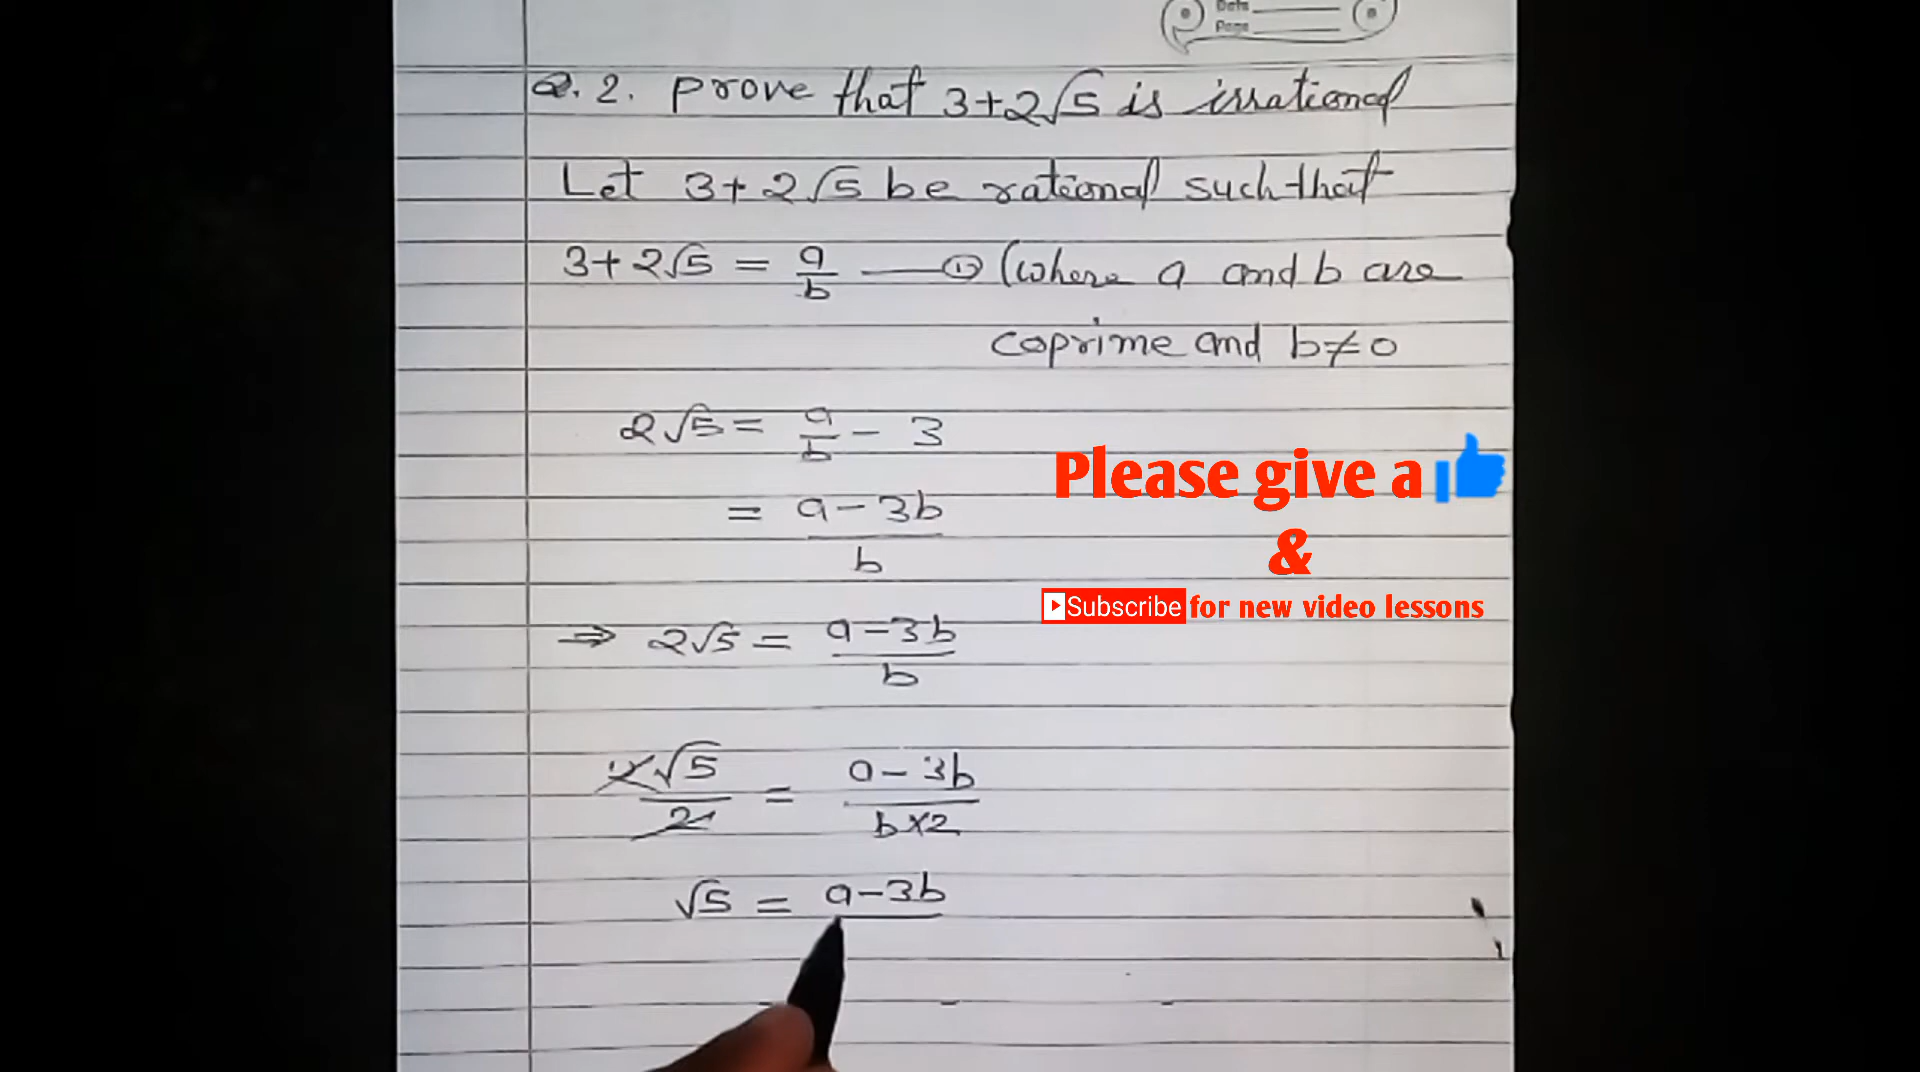 Date
Page
Q. 2. Prove that 3+2√5 is irrational
Let 3+2√5 be rational such that
3+2√5 = a/b — ① (where a and b are
coprime and b≠0
2√5 = a/b - 3
= a-3b/b
⇒ 2√5 = a-3b/b
2√5/2 = a-3b/b×2
√5 = a-3b
Please give a
&
Subscribe for new video lessons